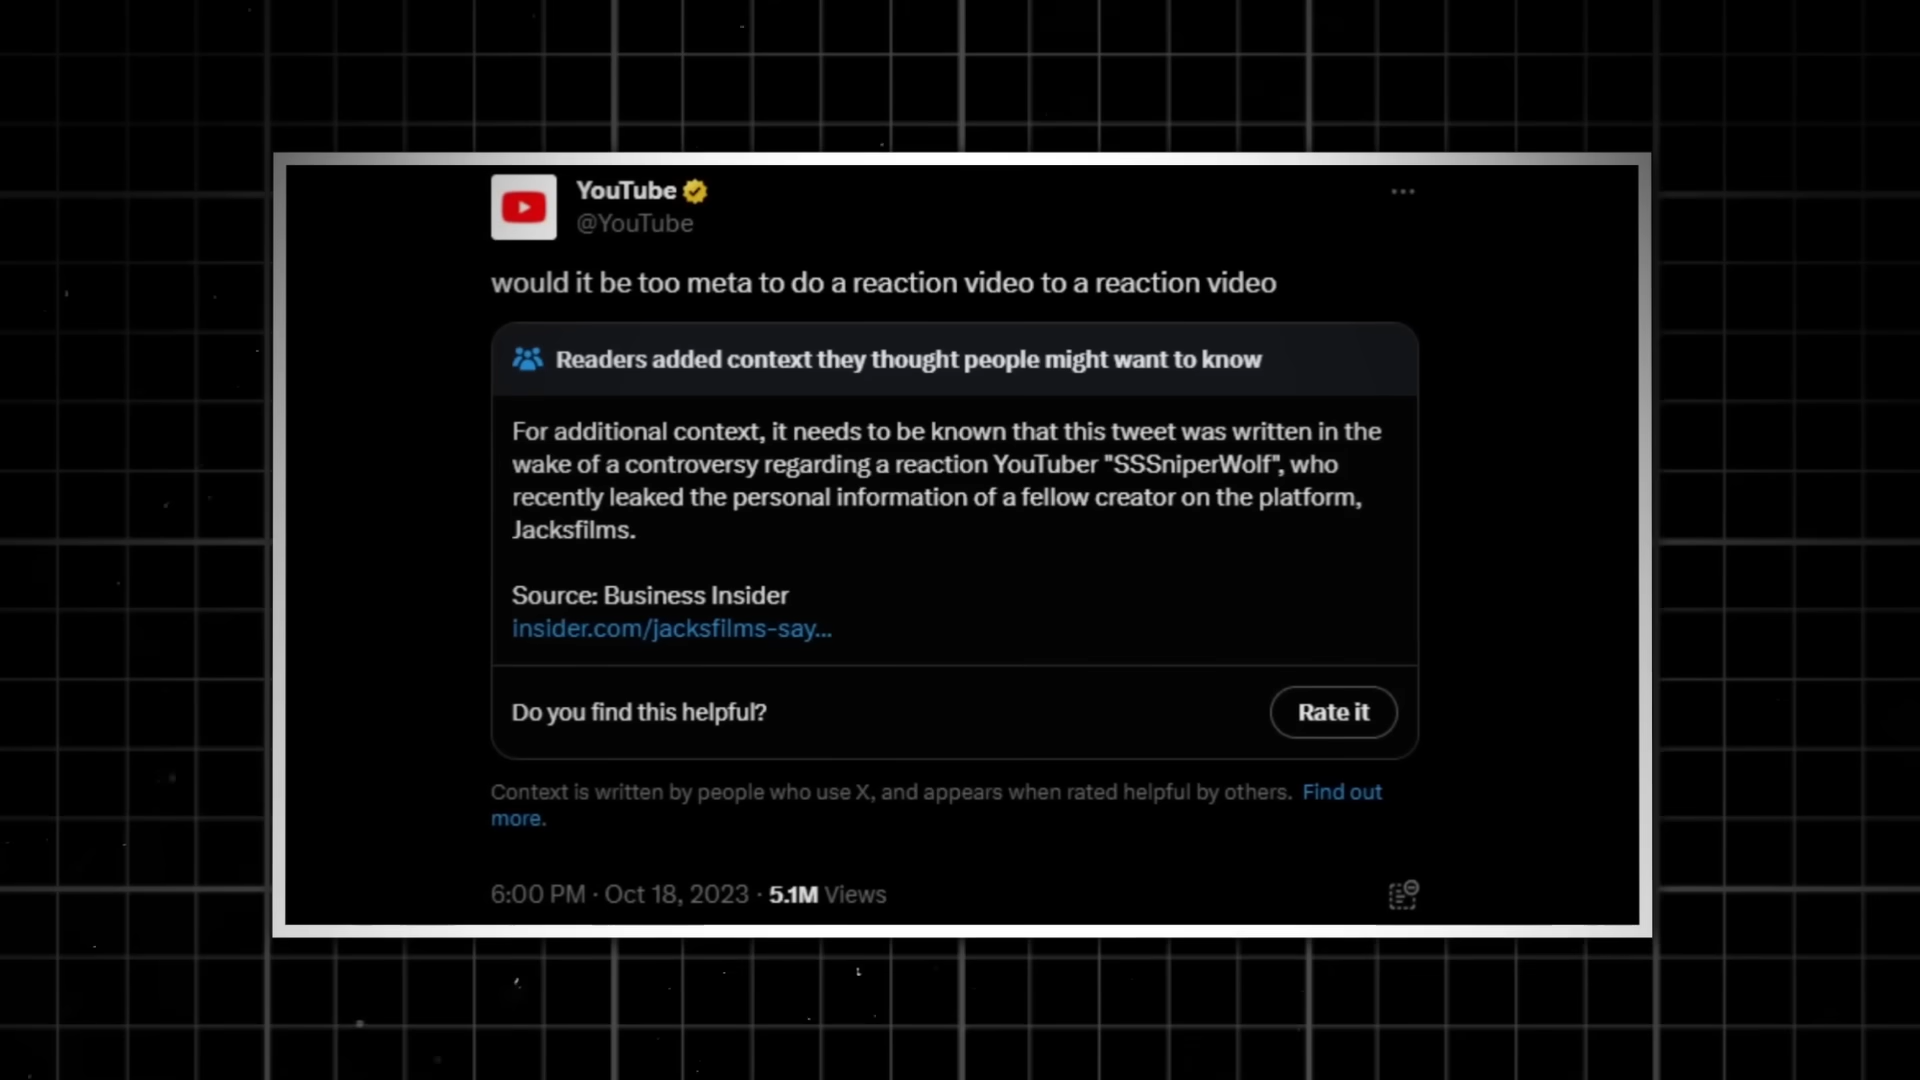 YouTube
@YouTube
would it be too meta to do a reaction video to a reaction video
Readers added context they thought people might want to know
For additional context, it needs to be known that this tweet was written in the
wake of a controversy regarding a reaction YouTuber "SSSniperWolf", who
recently leaked the personal information of a fellow creator on the platform,
Jacksfilms.
Source: Business Insider
insider.com/jacksfilms-say...
Do you find this helpful?
Rate it
Context is written by people who use X, and appears when rated helpful by others. Find out
more.
6:00 PM · Oct 18, 2023 · 5.1M Views